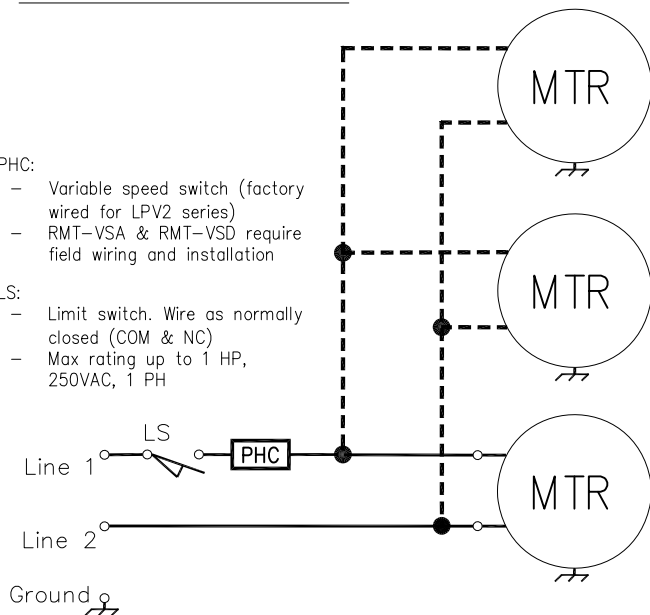 MTR
PHC:
– Variable speed switch (factory
wired for LPV2 series)
– RMT–VSA & RMT–VSD require
field wiring and installation
MTR
LS:
– Limit switch. Wire as normally
closed (COM & NC)
– Max rating up to 1 HP,
250VAC, 1 PH
LS
Line 1
PHC
MTR
Line 2
Ground